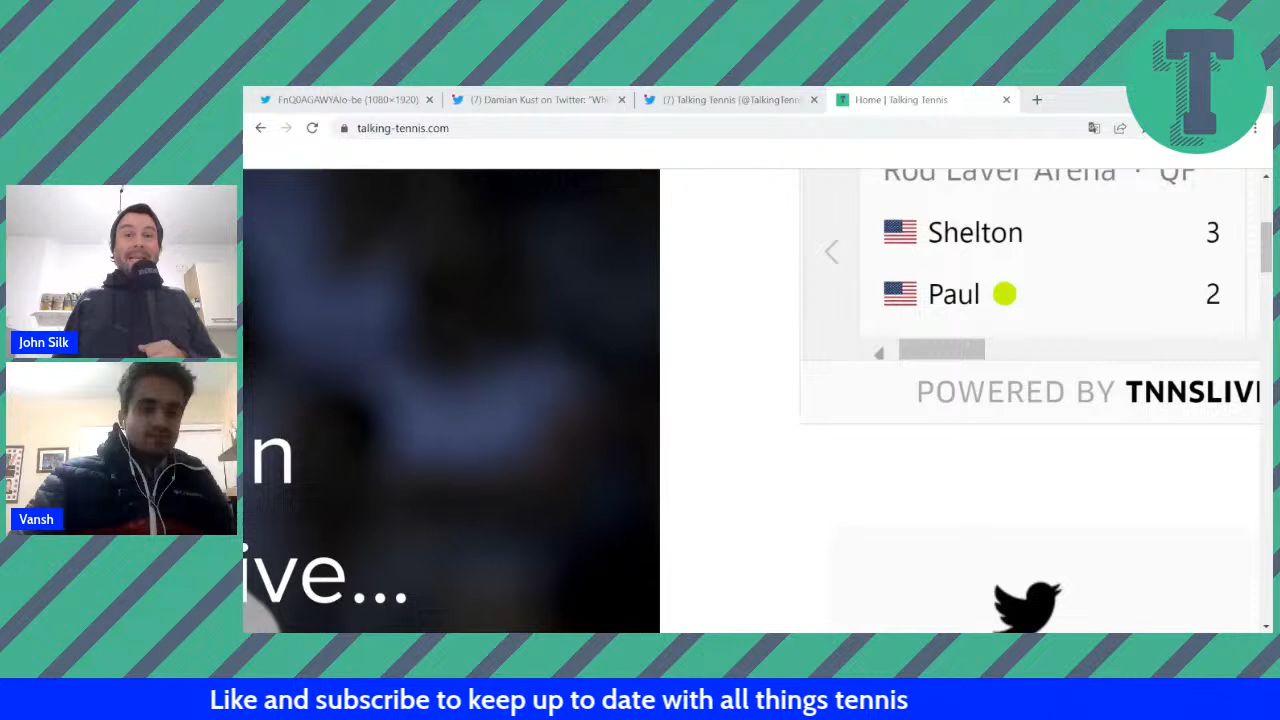 FnQ0AGAWYAIo-be (1080×1920)
(7) Damian Kust on Twitter: "Wh
(7) Talking Tennis (@TalkingTenn
Home | Talking Tennis
talking-tennis.com
T
Rod Laver Arena · QF
Shelton 3
Paul 2
POWERED BY TNNSLIV
n
ive...
John Silk
Vansh
Like and subscribe to keep up to date with all things tennis